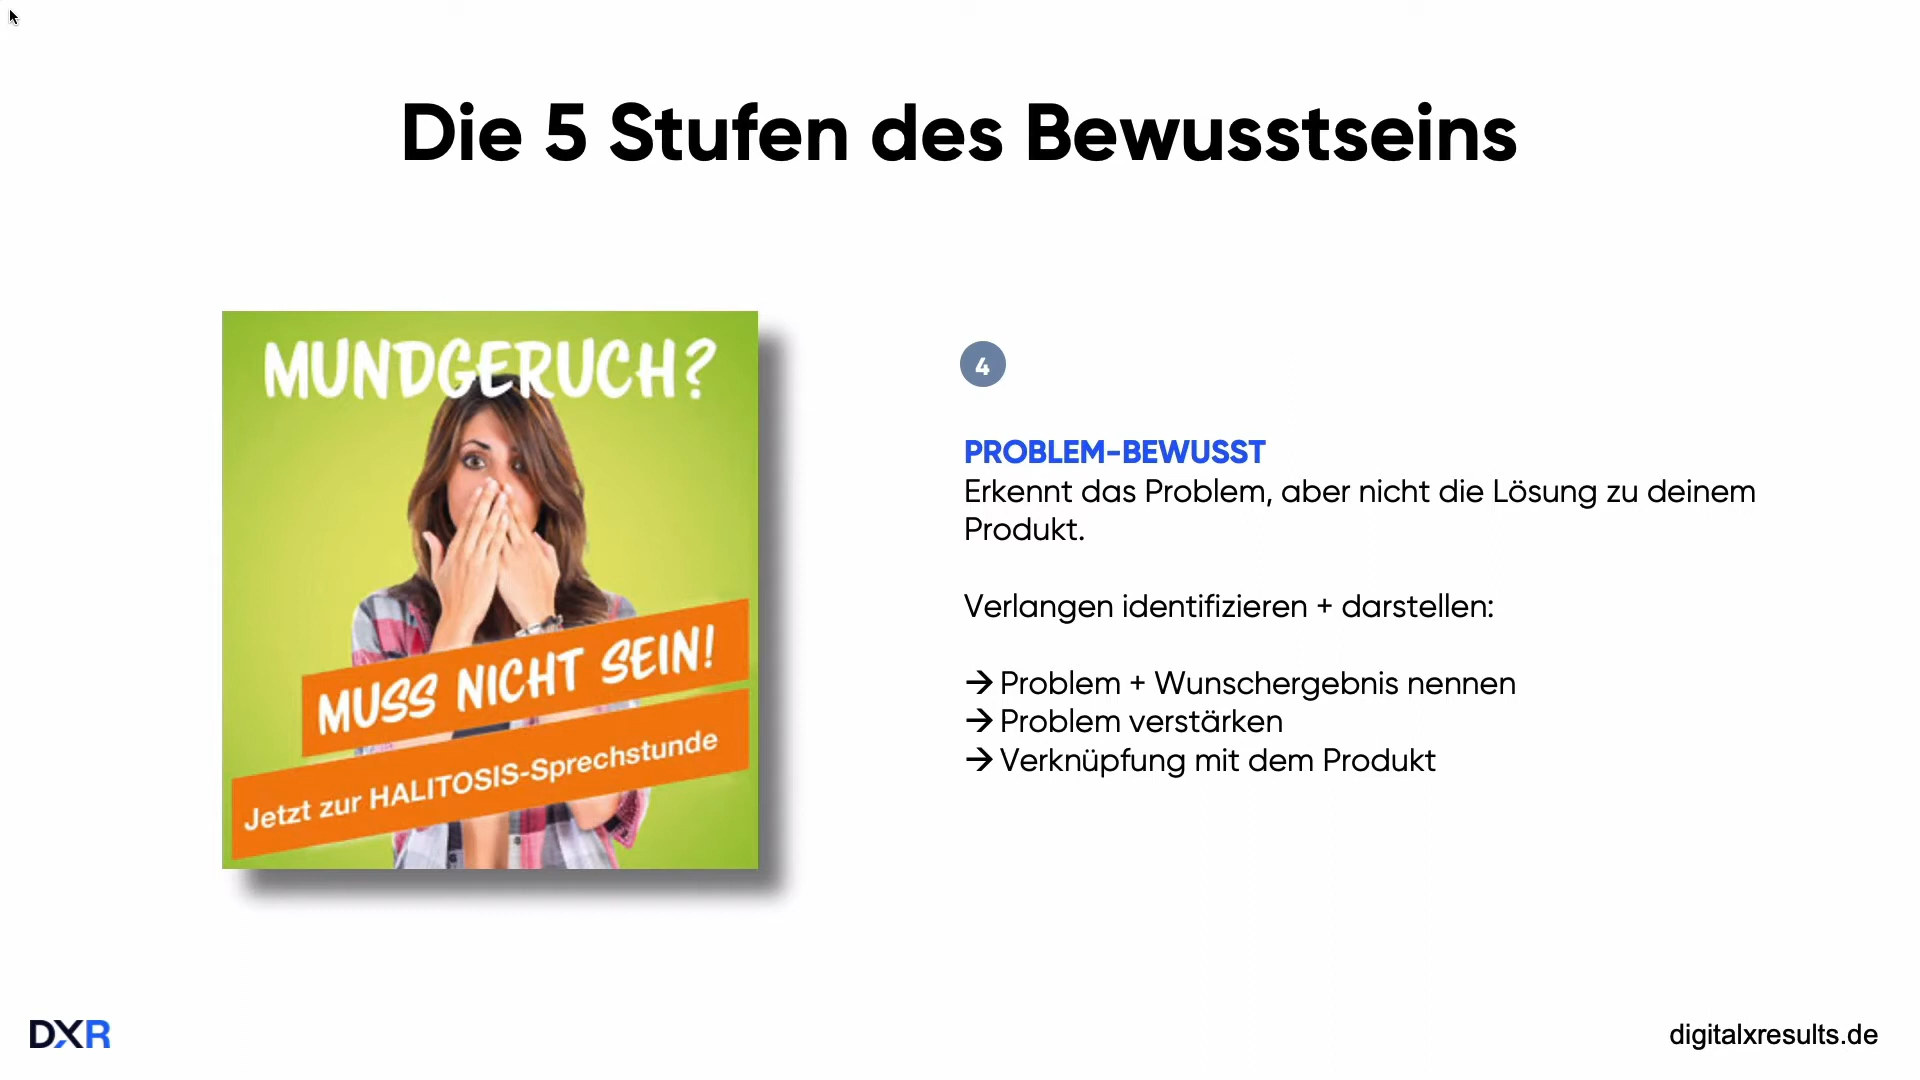 Die 5 Stufen des Bewusstseins
MUNDGERUCH?
MUSS NICHT SEIN!
Jetzt zur HALITOSIS-Sprechstunde
4
PROBLEM-BEWUSST
Erkennt das Problem, aber nicht die Lösung zu deinem
Produkt.
Verlangen identifizieren + darstellen:
→ Problem + Wunschergebnis nennen
→ Problem verstärken
→ Verknüpfung mit dem Produkt
DXR
digitalxresults.de